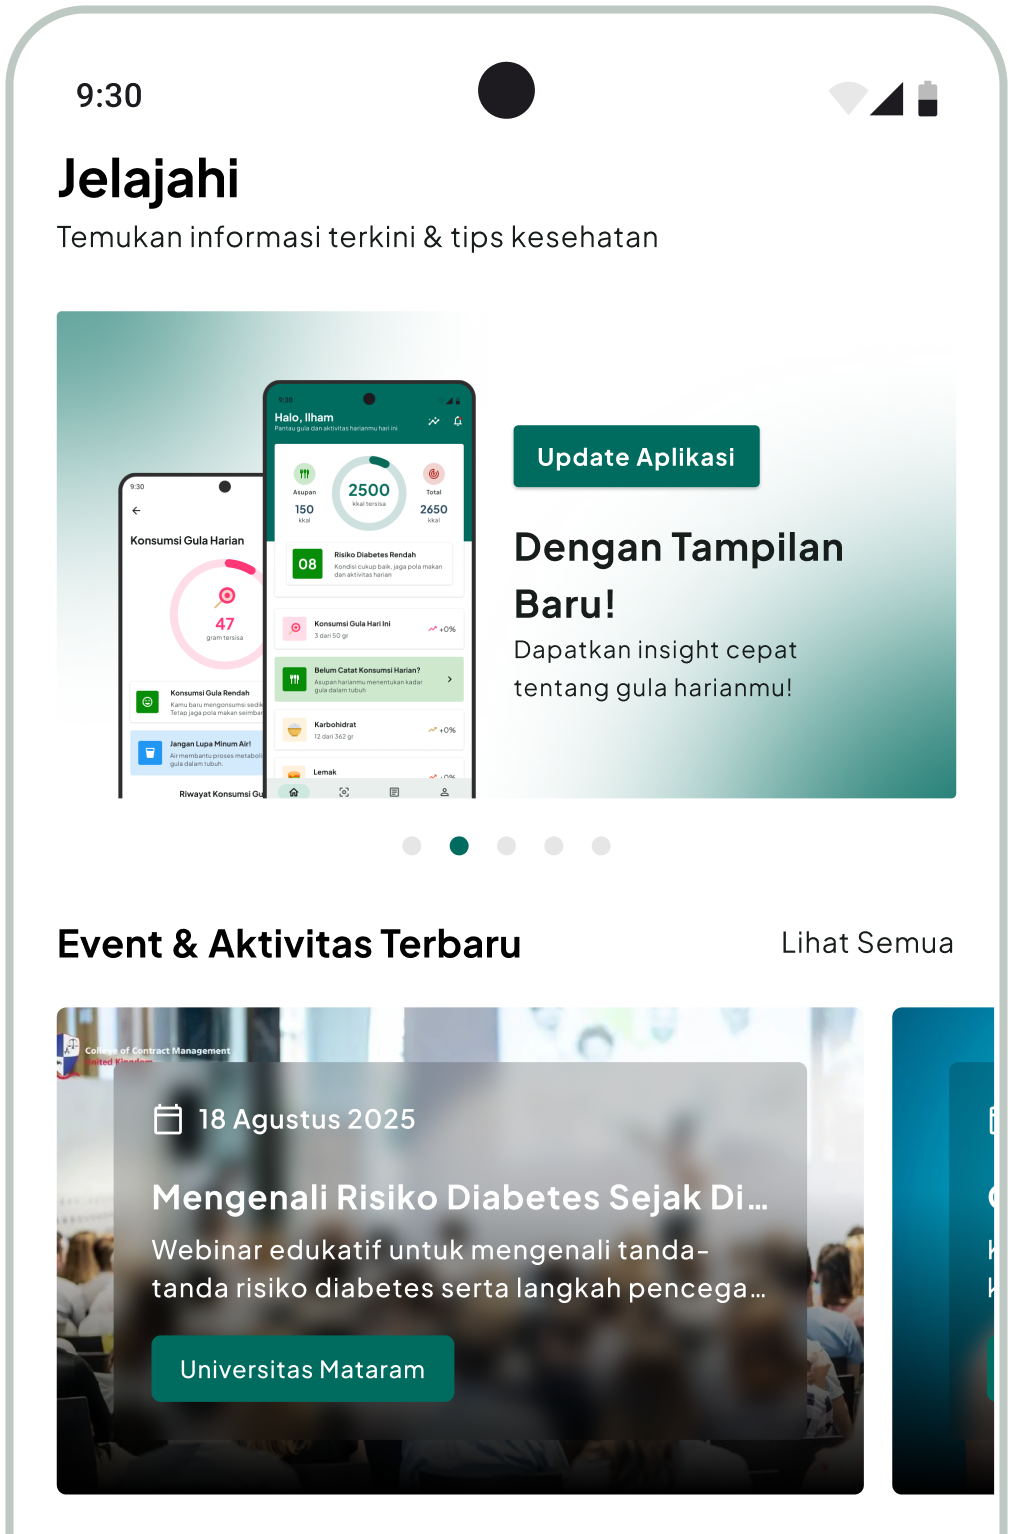 9:30
Jelajahi
Temukan informasi terkini & tips kesehatan
9:30
Konsumsi Gula Harian
47
gram tersisa
Konsumsi Gula Rendah
Kamu baru mengonsumsi
Tetap jaga pola makan
Jangan Lupa Minum Air!
Air membantu proses
gula dalam tubuh.
Riwayat Konsumsi
9:30
Halo, Ilham
Pantau gula dan aktivitas harianmu hari ini
Asupan
150
kkal
2500
kkal tersisa
Total
2650
kkal
08
Risiko Diabetes Rendah
Kondisi cukup baik, jaga pola makan
dan aktivitas harian
Konsumsi Gula Hari Ini
3 dari 50 gr
+0%
Belum Catat Konsumsi Harian?
Asupan harianmu menentukan kadar
gula dalam tubuh
Karbohidrat
12 dari 362 gr
+0%
Lemak
+0%
Update Aplikasi
Dengan Tampilan
Baru!
Dapatkan insight cepat
tentang gula harianmu!
Event & Aktivitas Terbaru
Lihat Semua
College of Contract Management
United Kingdom
18 Agustus 2025
Mengenali Risiko Diabetes Sejak Di...
Webinar edukatif untuk mengenali tanda-
tanda risiko diabetes serta langkah pencega...
Universitas Mataram